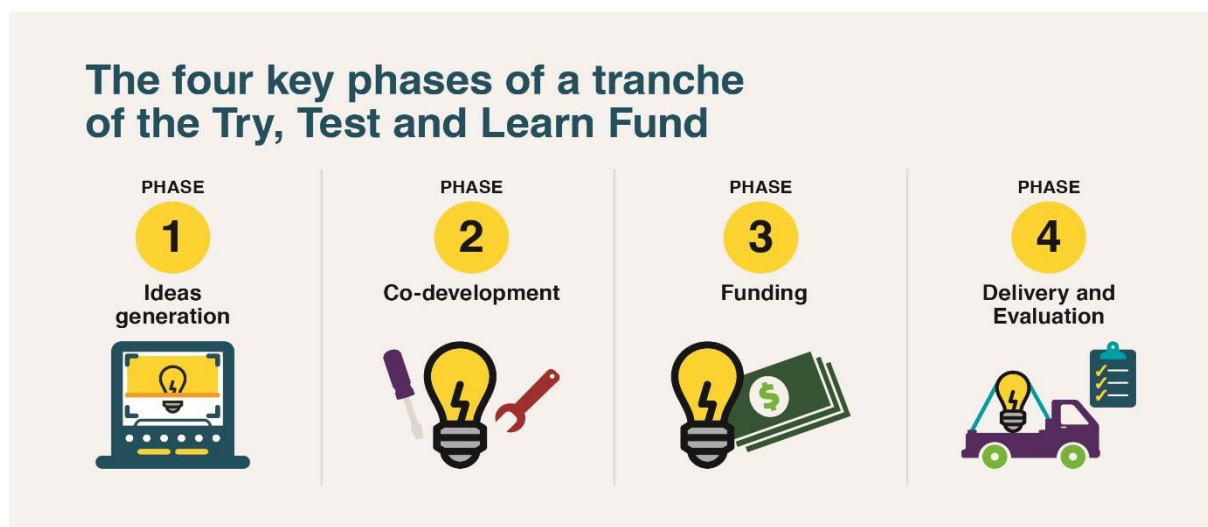 The four key phases of a tranche
of the Try, Test and Learn Fund
PHASE
1
Ideas
generation
PHASE
2
Co-development
PHASE
3
Funding
$
PHASE
4
Delivery and
Evaluation